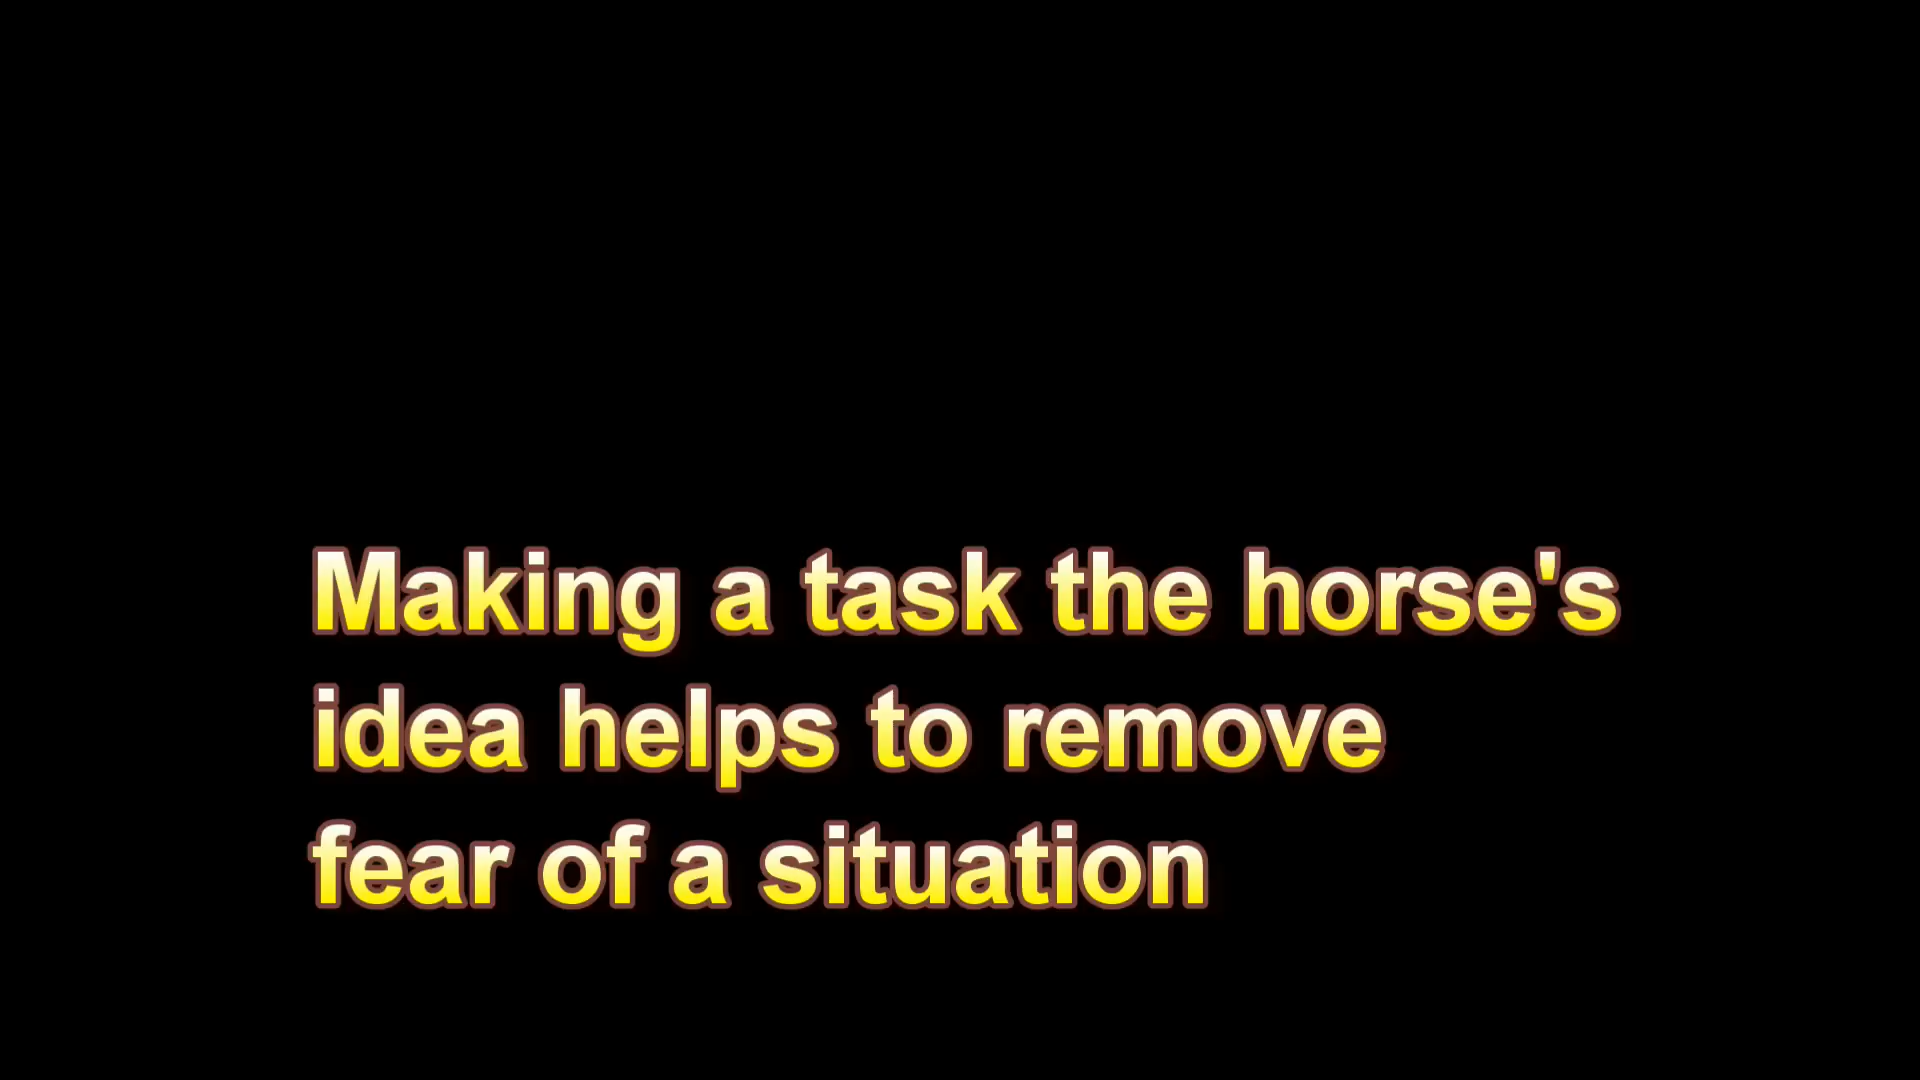 Making a task the horse's
idea helps to remove
fear of a situation